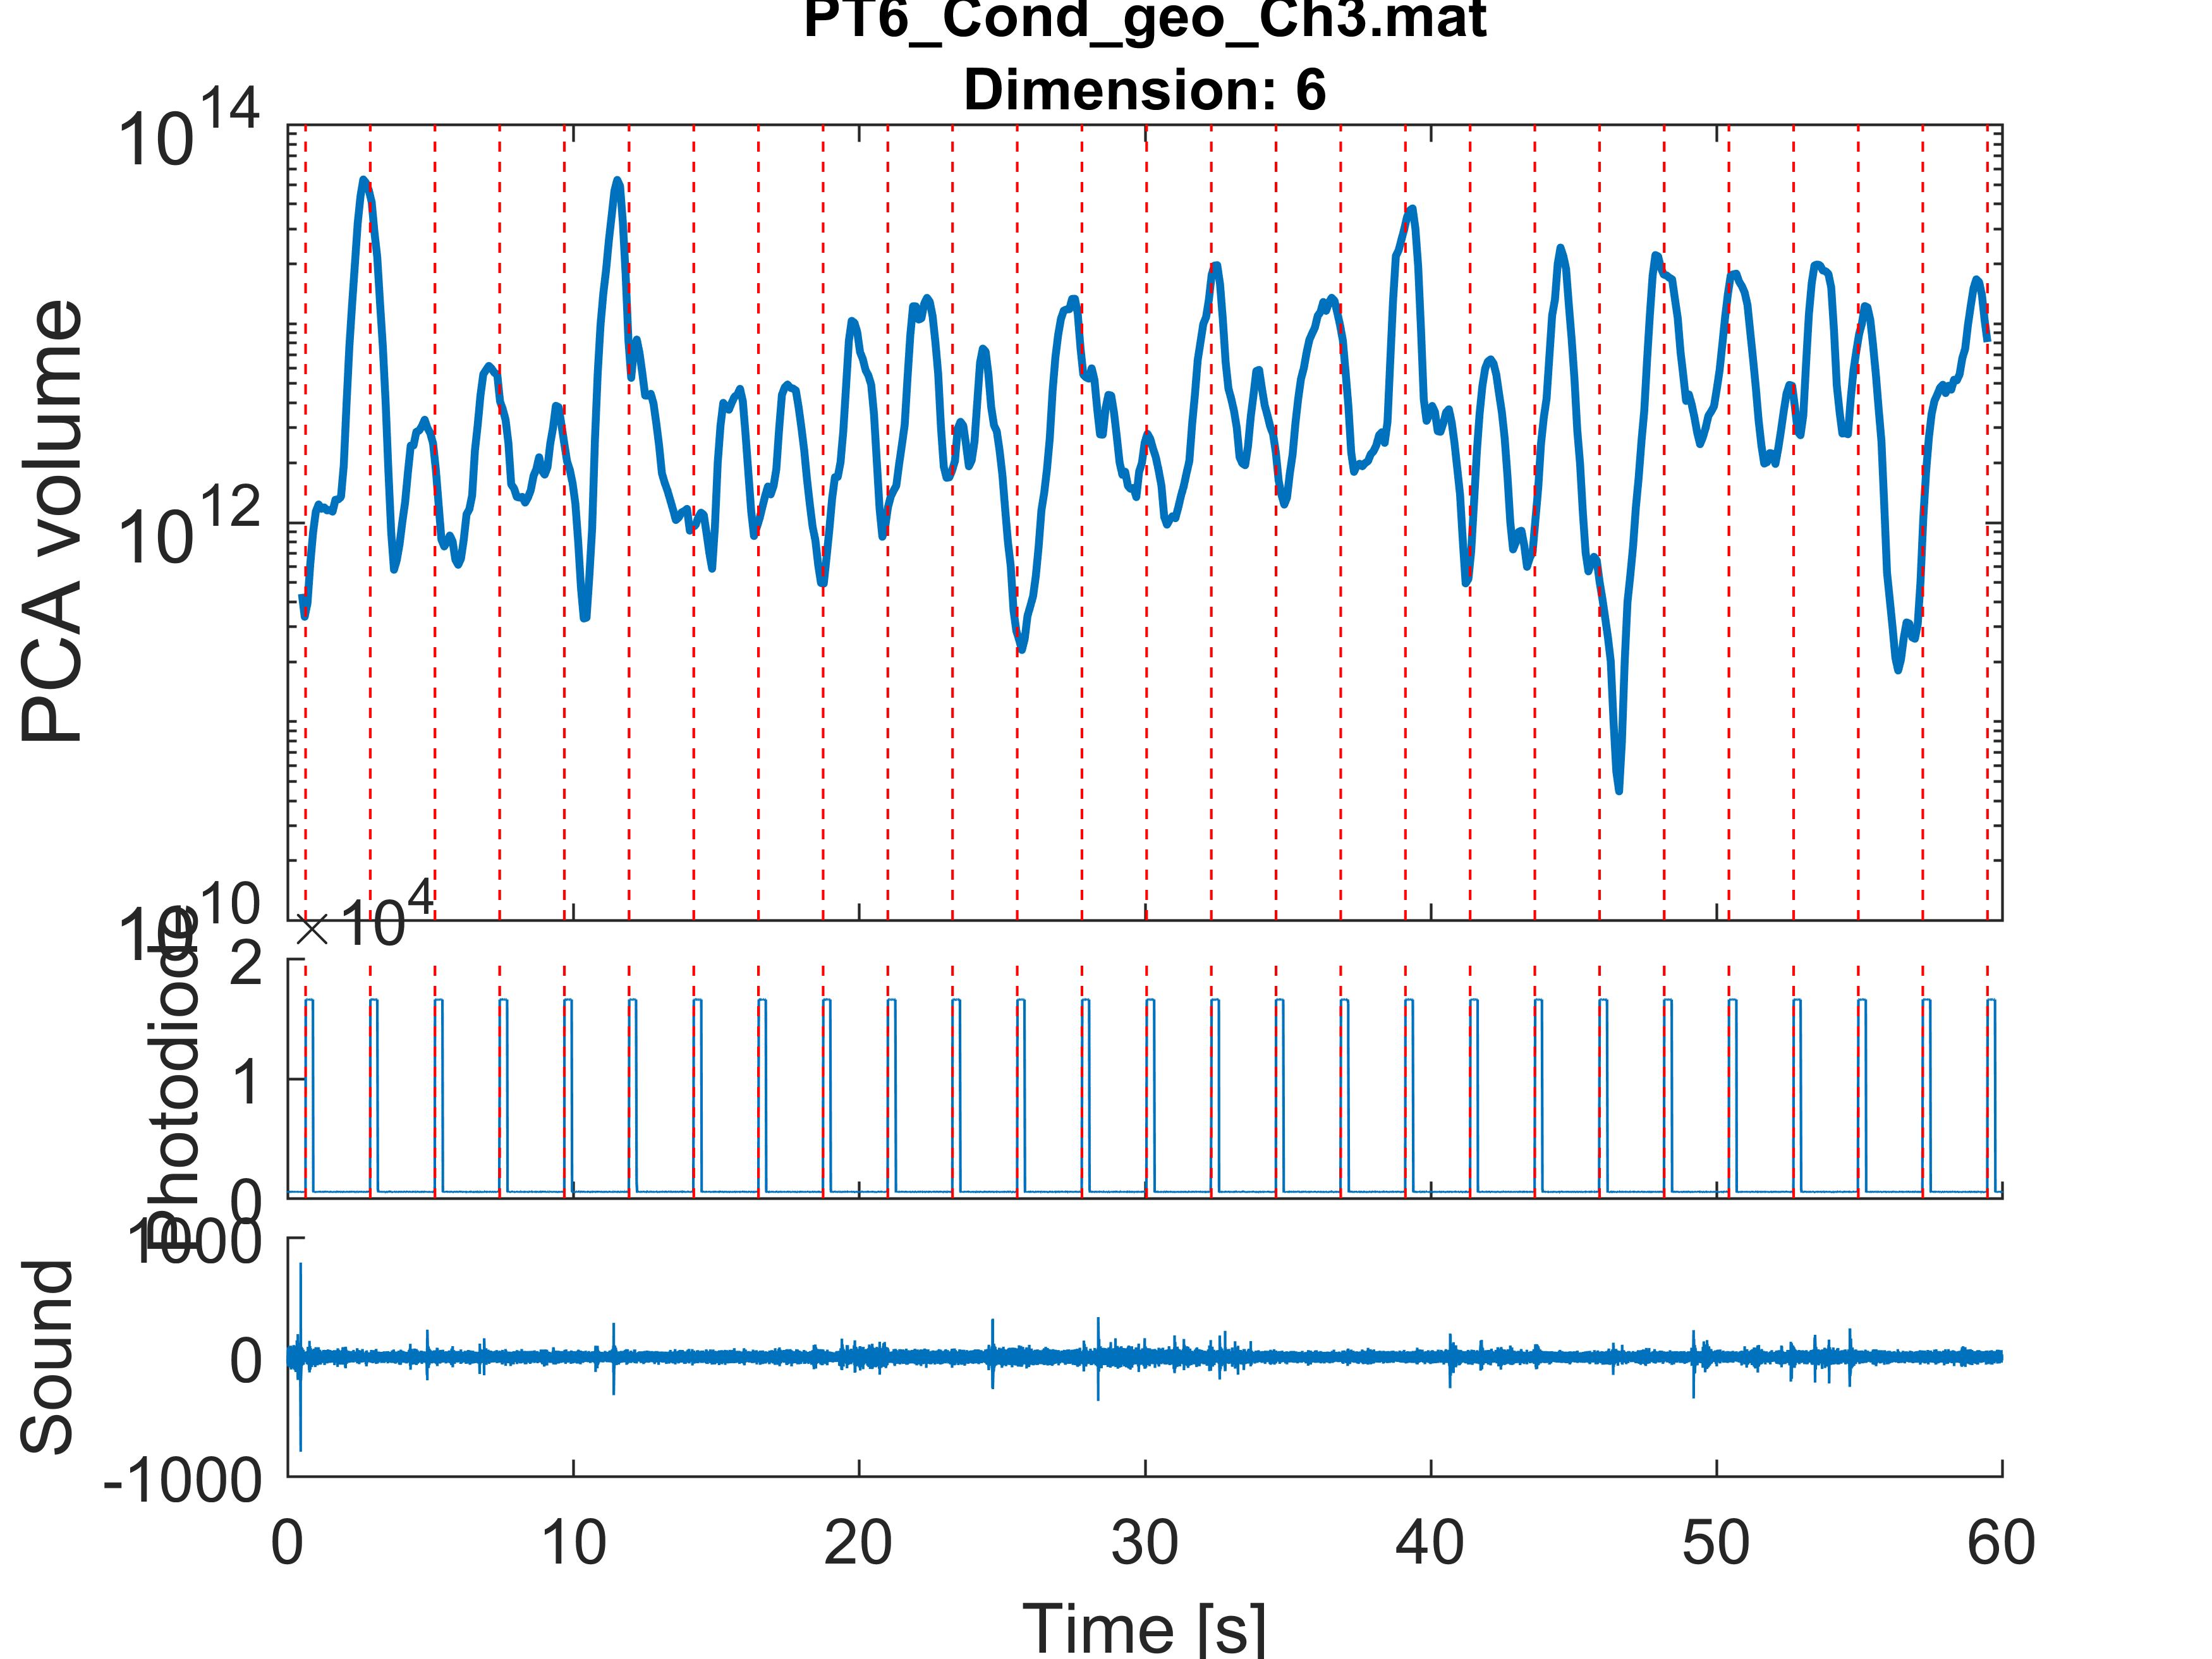 PT6_Cond_geo_Ch3.mat
Dimension: 6
10^14
10^12
10^10
PCA volume
×10^4
2
1
0
Photodiode
1000
0
-1000
Sound
0 10 20 30 40 50 60
Time [s]